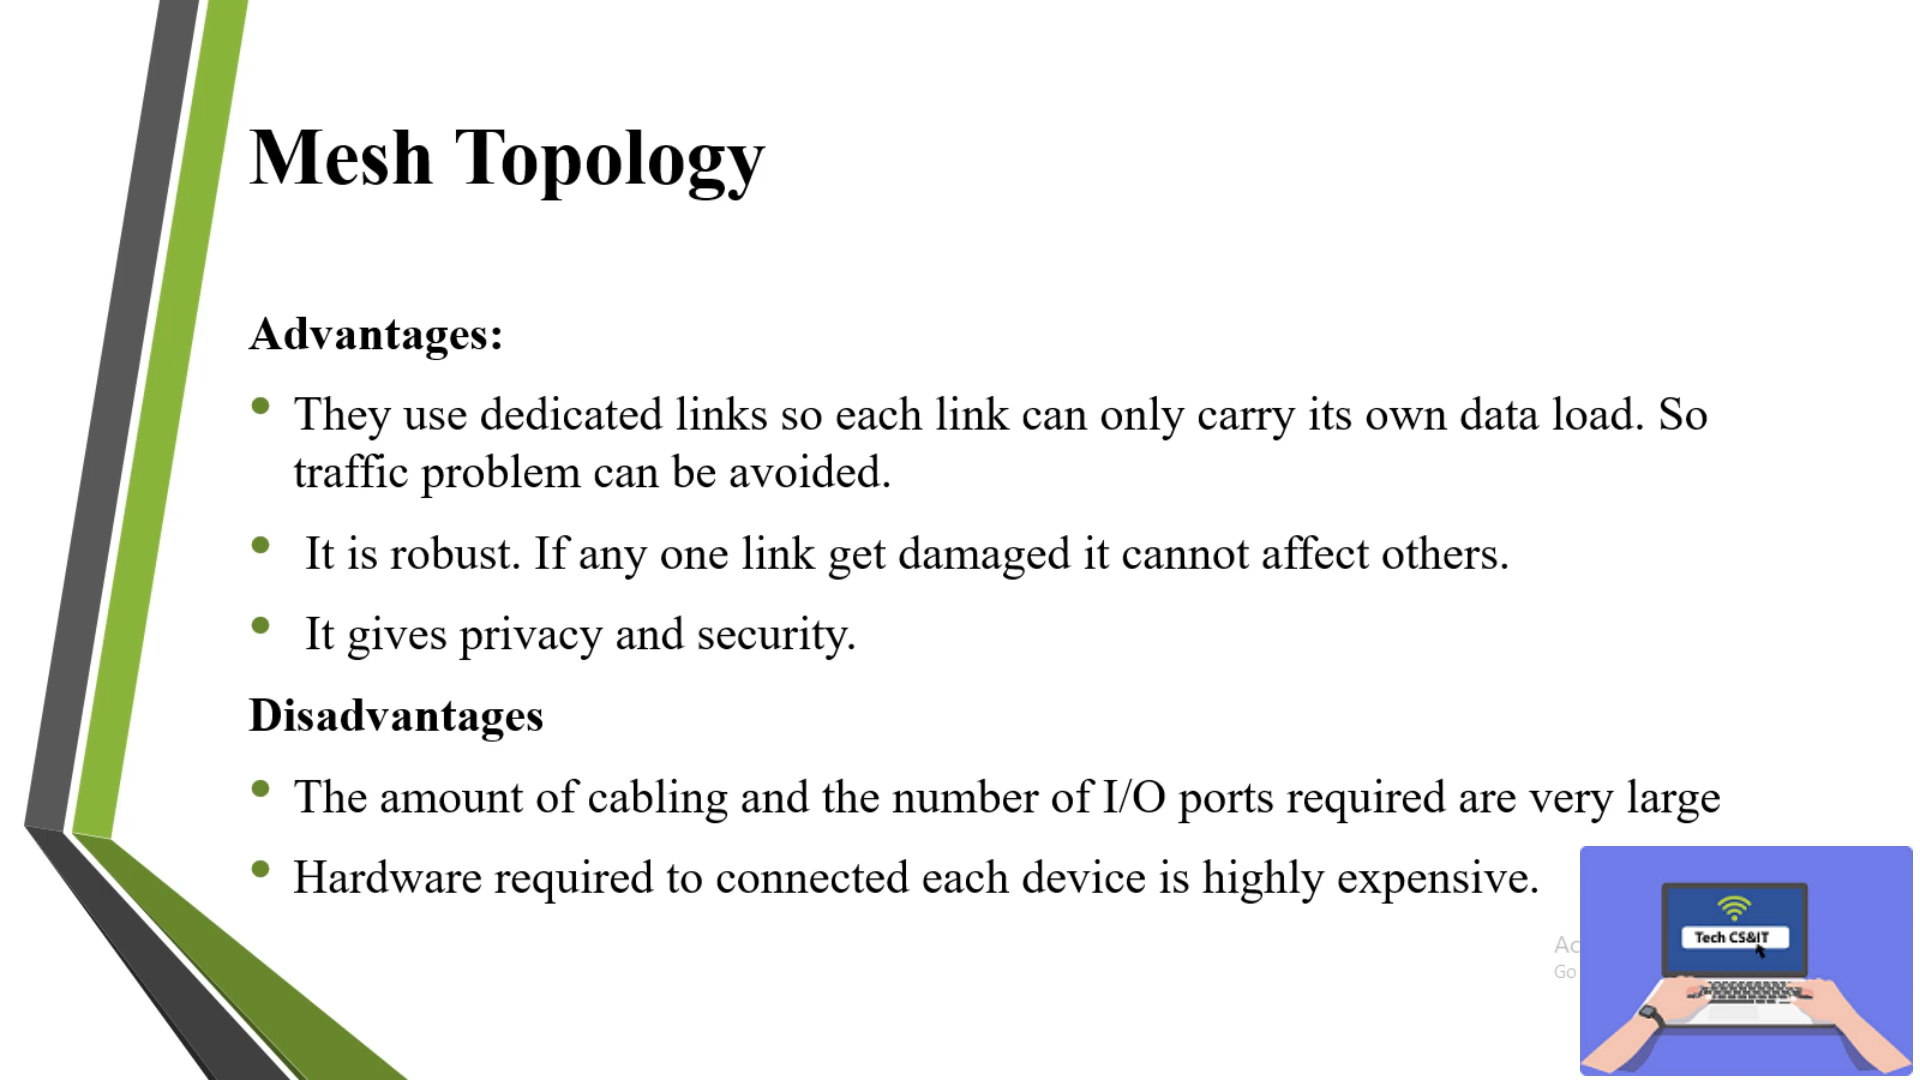 Mesh Topology
Advantages:
• They use dedicated links so each link can only carry its own data load. So
traffic problem can be avoided.
• It is robust. If any one link get damaged it cannot affect others.
• It gives privacy and security.
Disadvantages
• The amount of cabling and the number of I/O ports required are very large
• Hardware required to connected each device is highly expensive.
Tech CS&IT
Go